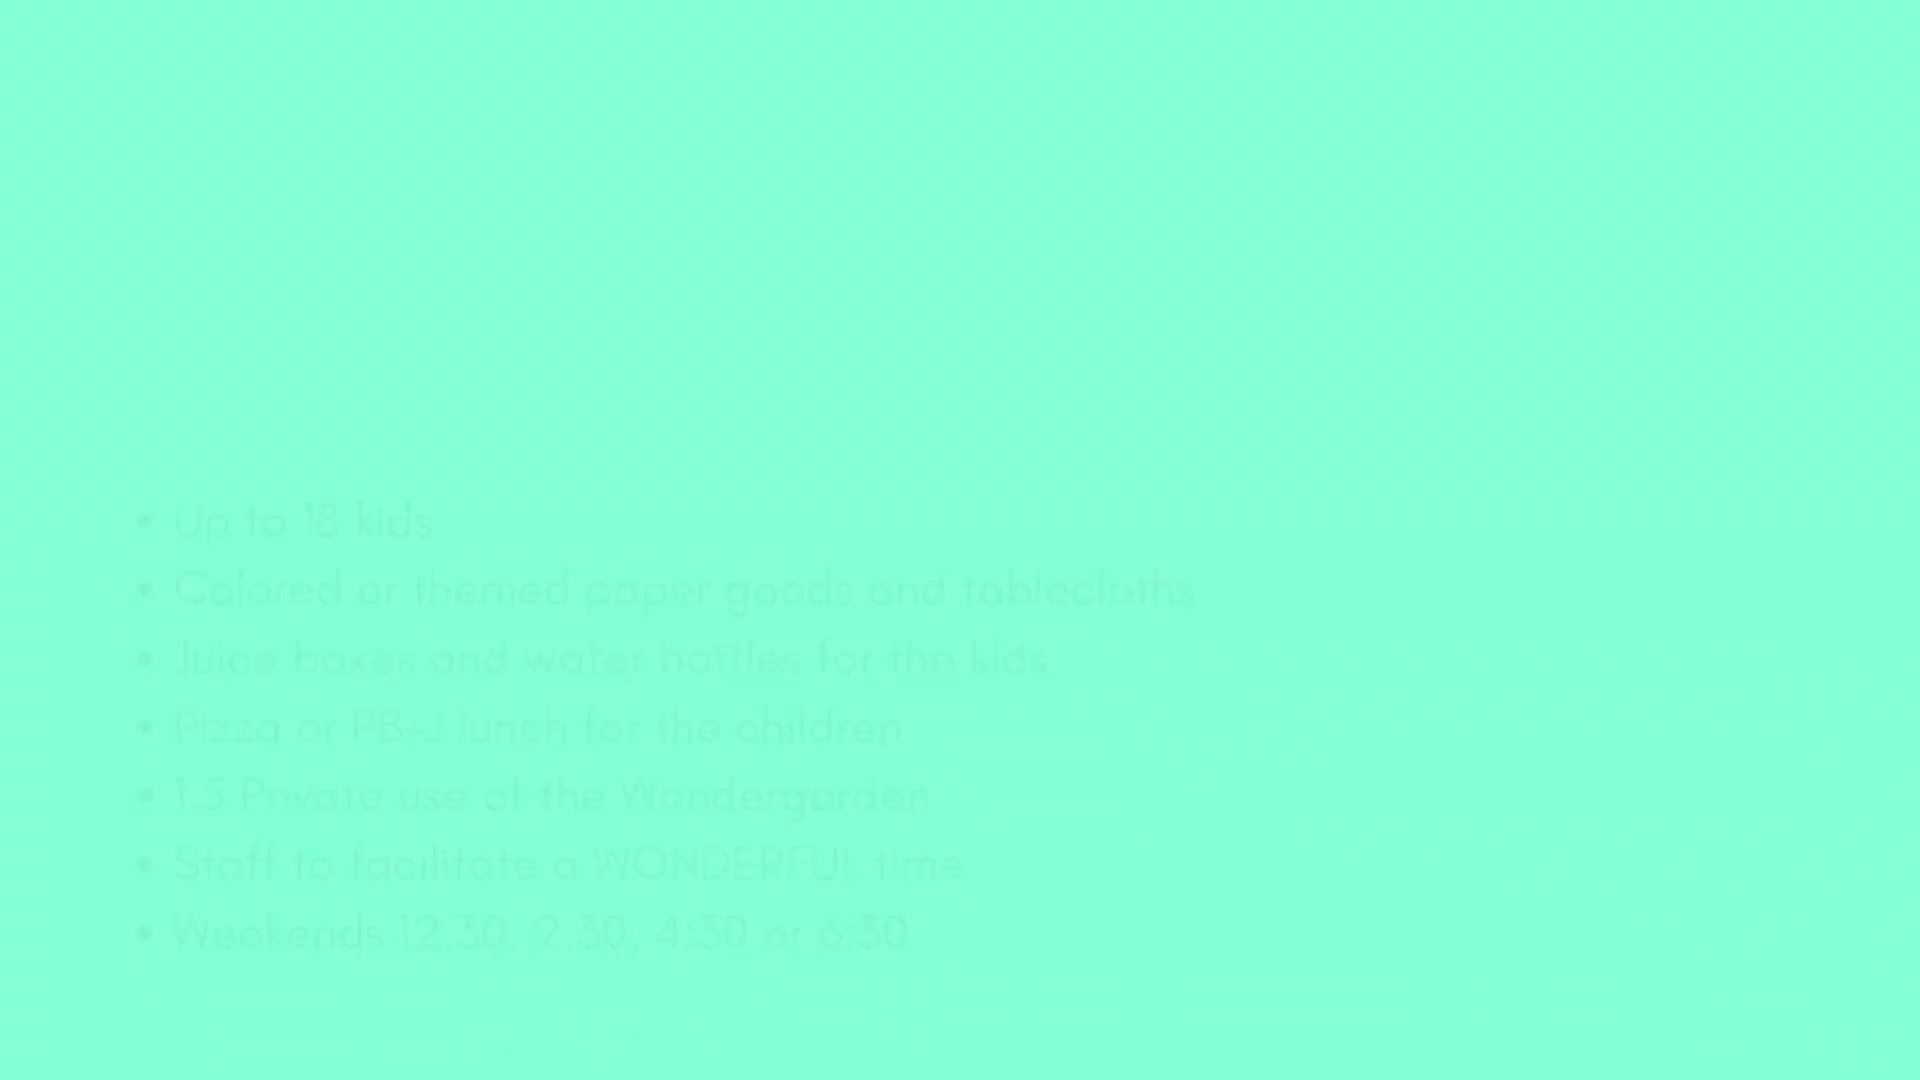 • Up to 18 kids
• Colored or themed paper goods and tablecloths
• Juice boxes and water bottles for the kids
• Pizza or PB+J lunch for the children
• 1.5 Private use of the Wondergarden
• Staff to facilitate a WONDERFUL time
• Weekends 12.30, 2:30, 4:30 or 6:30